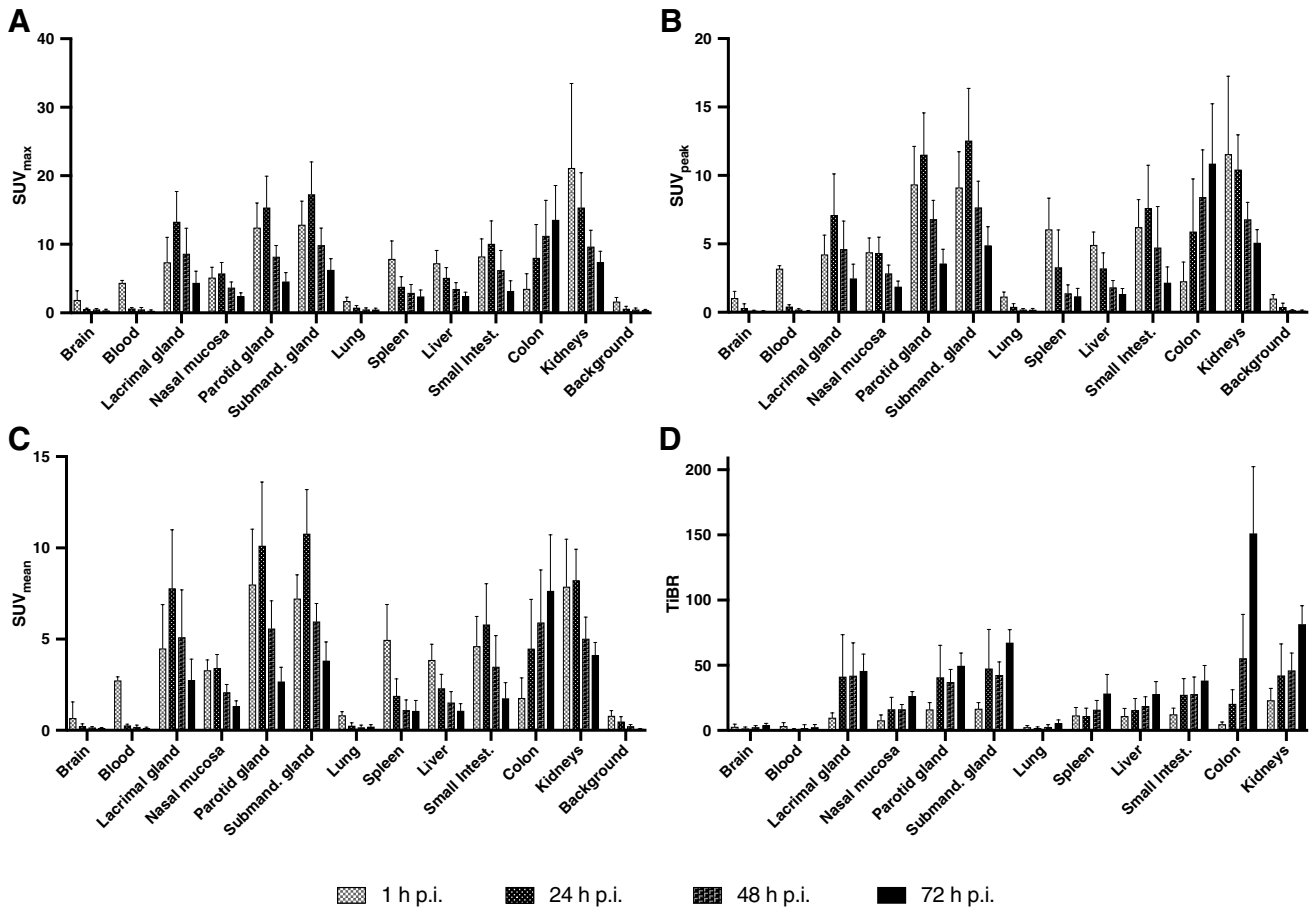 A
40
30
20
10
0
SUVmax
Brain
Blood
Lacrimal gland
Nasal mucosa
Parotid gland
Submand. gland
Lung
Spleen
Liver
Small Intest.
Colon
Kidneys
Background
B
20
15
10
5
0
SUVpeak
Brain
Blood
Lacrimal gland
Nasal mucosa
Parotid gland
Submand. gland
Lung
Spleen
Liver
Small Intest.
Colon
Kidneys
Background
C
15
10
5
0
SUVmean
Brain
Blood
Lacrimal gland
Nasal mucosa
Parotid gland
Submand. gland
Lung
Spleen
Liver
Small Intest.
Colon
Kidneys
Background
D
200
150
100
50
0
TiBR
Brain
Blood
Lacrimal gland
Nasal mucosa
Parotid gland
Submand. gland
Lung
Spleen
Liver
Small Intest.
Colon
Kidneys
1 h p.i. 24 h p.i. 48 h p.i. 72 h p.i.